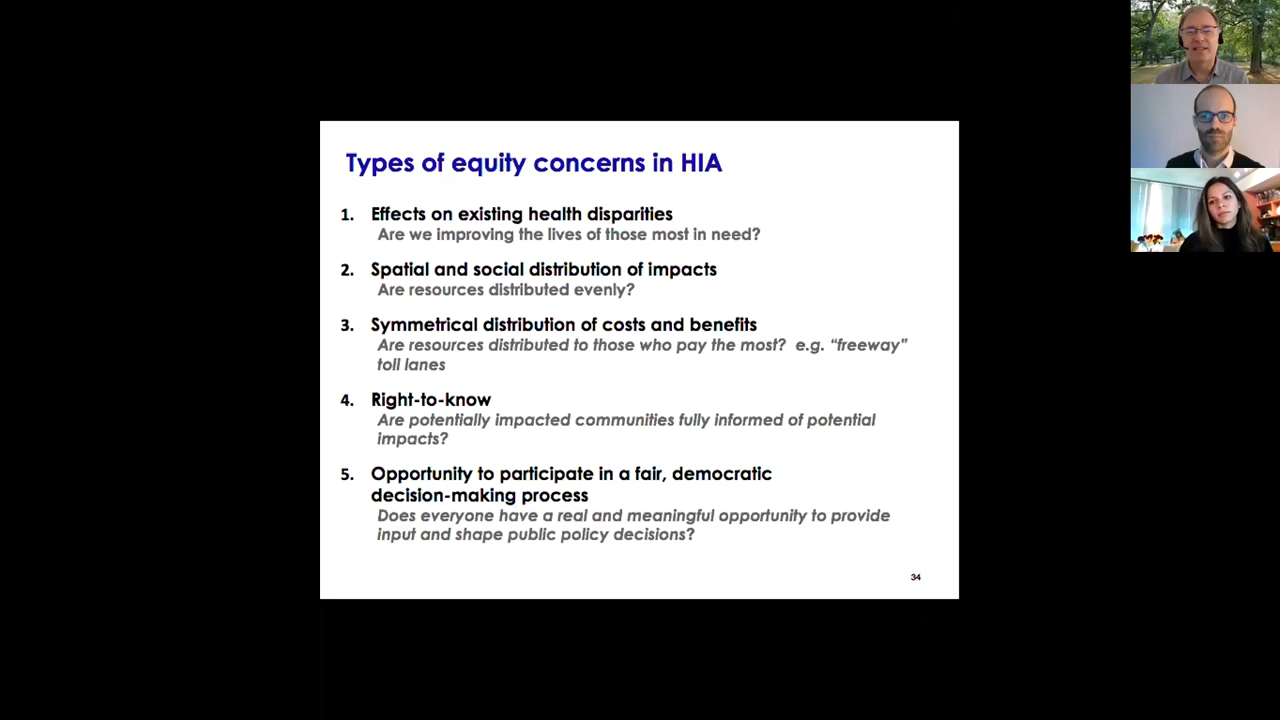 Types of equity concerns in HIA
1. Effects on existing health disparities
Are we improving the lives of those most in need?
2. Spatial and social distribution of impacts
Are resources distributed evenly?
3. Symmetrical distribution of costs and benefits
Are resources distributed to those who pay the most? e.g. "freeway"
toll lanes
4. Right-to-know
Are potentially impacted communities fully informed of potential
impacts?
5. Opportunity to participate in a fair, democratic
decision-making process
Does everyone have a real and meaningful opportunity to provide
input and shape public policy decisions?
34